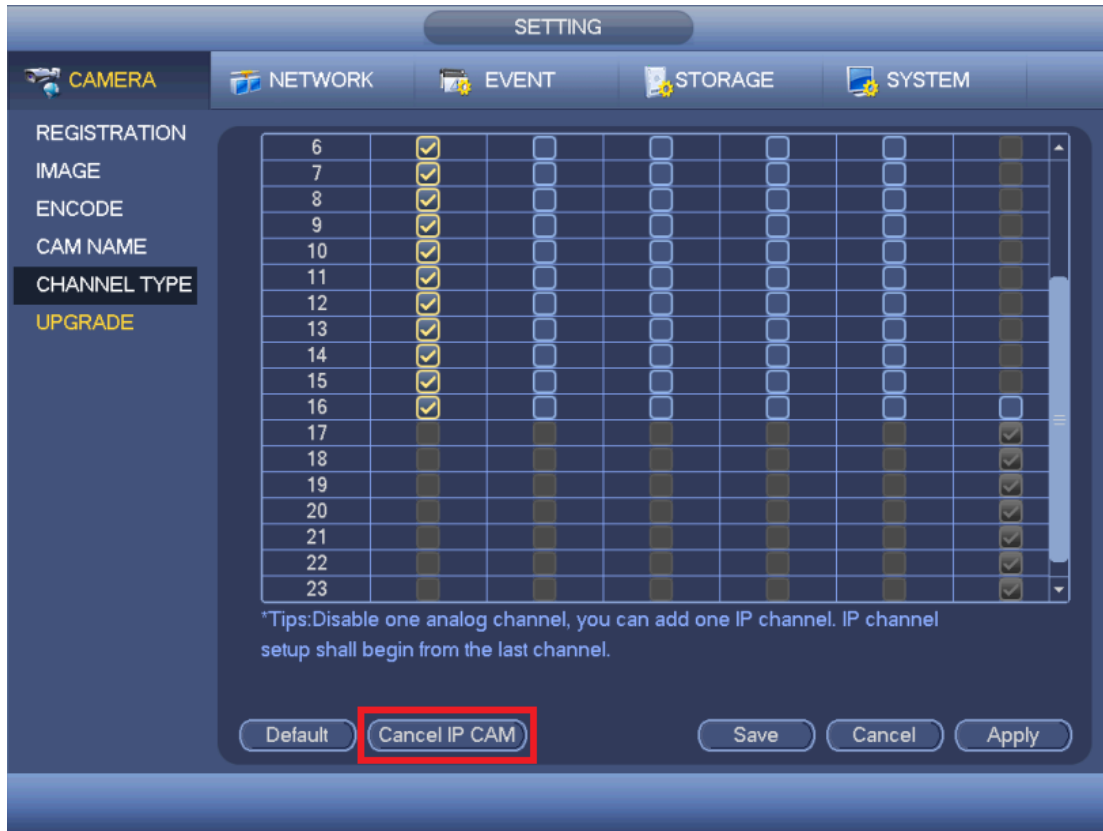 SETTING
CAMERA NETWORK EVENT STORAGE SYSTEM
REGISTRATION
IMAGE
ENCODE
CAM NAME
CHANNEL TYPE
UPGRADE
6
7
8
9
10
11
12
13
14
15
16
17
18
19
20
21
22
23
*Tips:Disable one analog channel, you can add one IP channel. IP channel
setup shall begin from the last channel.
Default Cancel IP CAM Save Cancel Apply